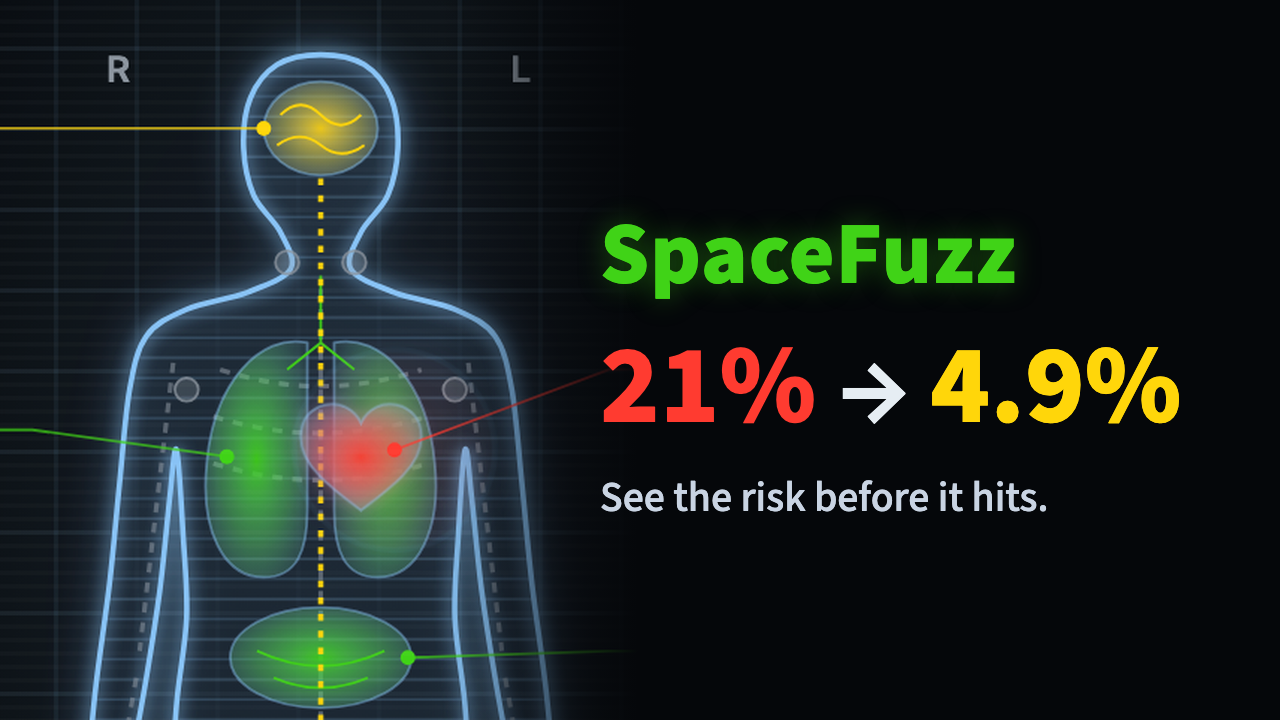 R L
SpaceFuzz
21% → 4.9%
See the risk before it hits.